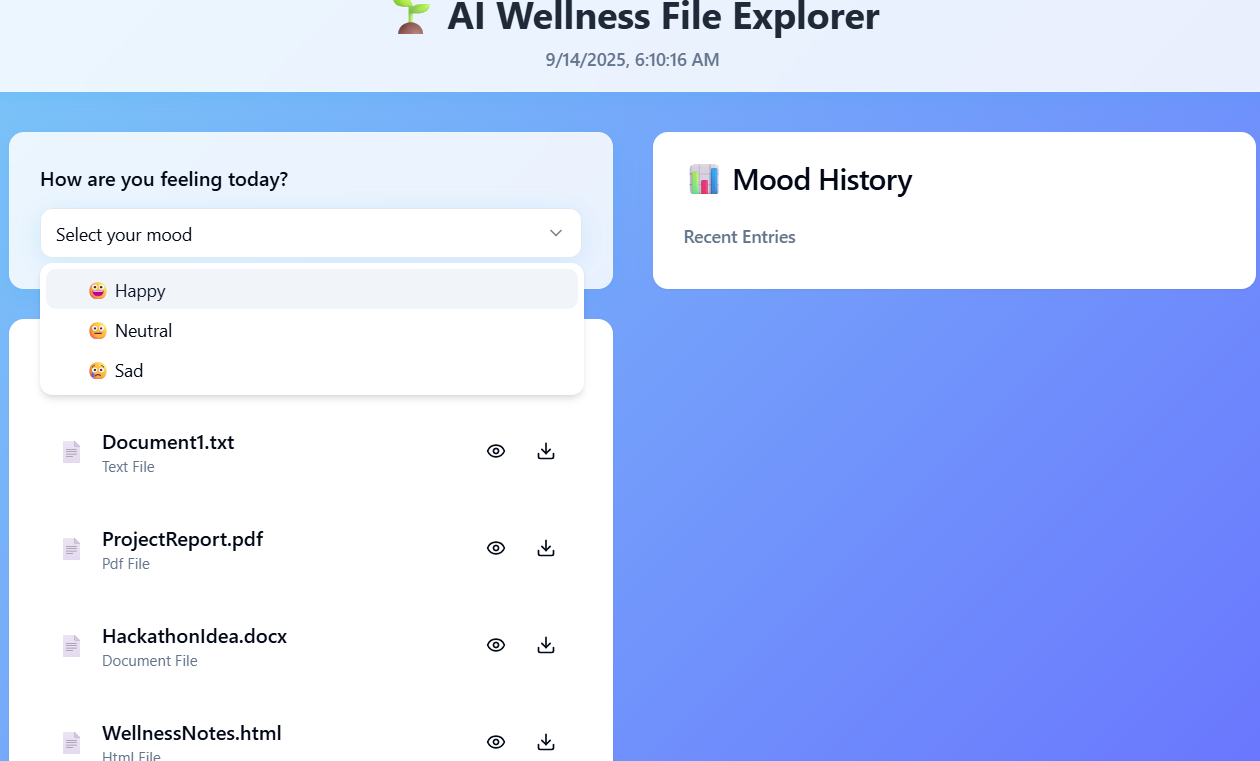 AI Wellness File Explorer
9/14/2025, 6:10:16 AM
How are you feeling today?
Select your mood
Happy
Neutral
Sad
Document1.txt
Text File
ProjectReport.pdf
Pdf File
HackathonIdea.docx
Document File
WellnessNotes.html
Html File
Mood History
Recent Entries